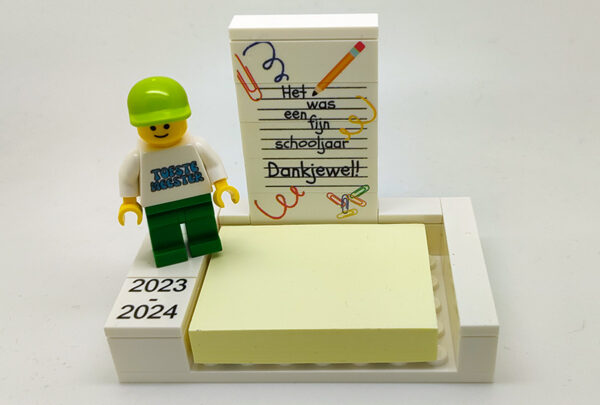 Het
was
een
fijn
schooljaar
Dankjewel!
TOFSTE
MEESTER
2023
-
2024